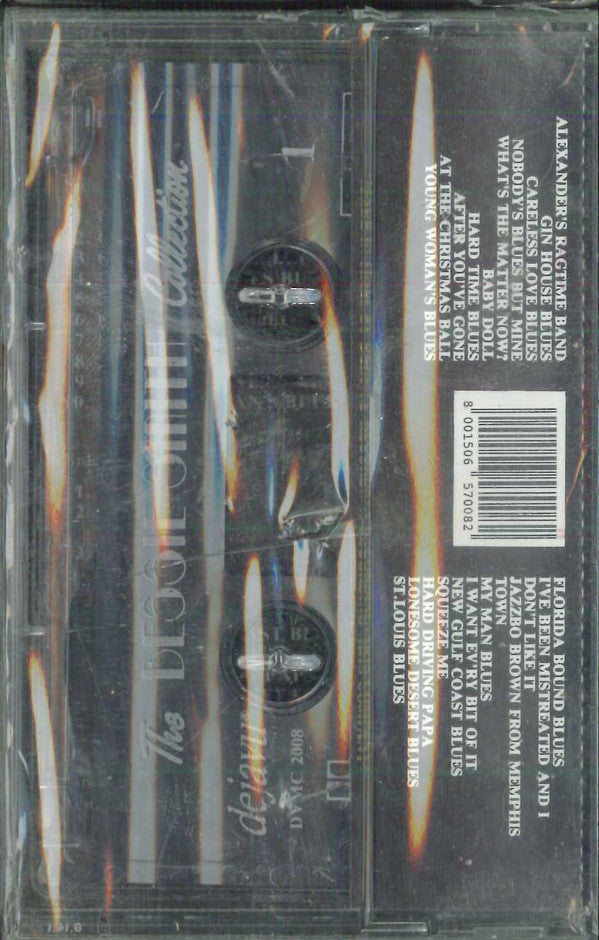 ALEXANDER'S RAGTIME BAND
GIN HOUSE BLUES
CARELESS LOVE BLUES
NOBODY'S BLUES BUT MINE
WHAT'S THE MATTER NOW?
BABY DOLL
HARD TIME BLUES
AFTER YOU'VE GONE
AT THE CHRISTMAS BALL
YOUNG WOMAN'S BLUES
8 001506 570082
FLORIDA BOUND BLUES
I'VE BEEN MISTREATED AND I
DON'T LIKE IT
JAZZBO BROWN FROM MEMPHIS
TOWN
MY MAN BLUES
I WANT EV'RY BIT OF IT
NEW GULF COAST BLUES
SQUEEZE ME
HARD DRIVING PAPA
LONESOME DESERT BLUES
ST.LOUIS BLUES
The BESSIE SMITH Collection
1
dejavu
DVMC 2008